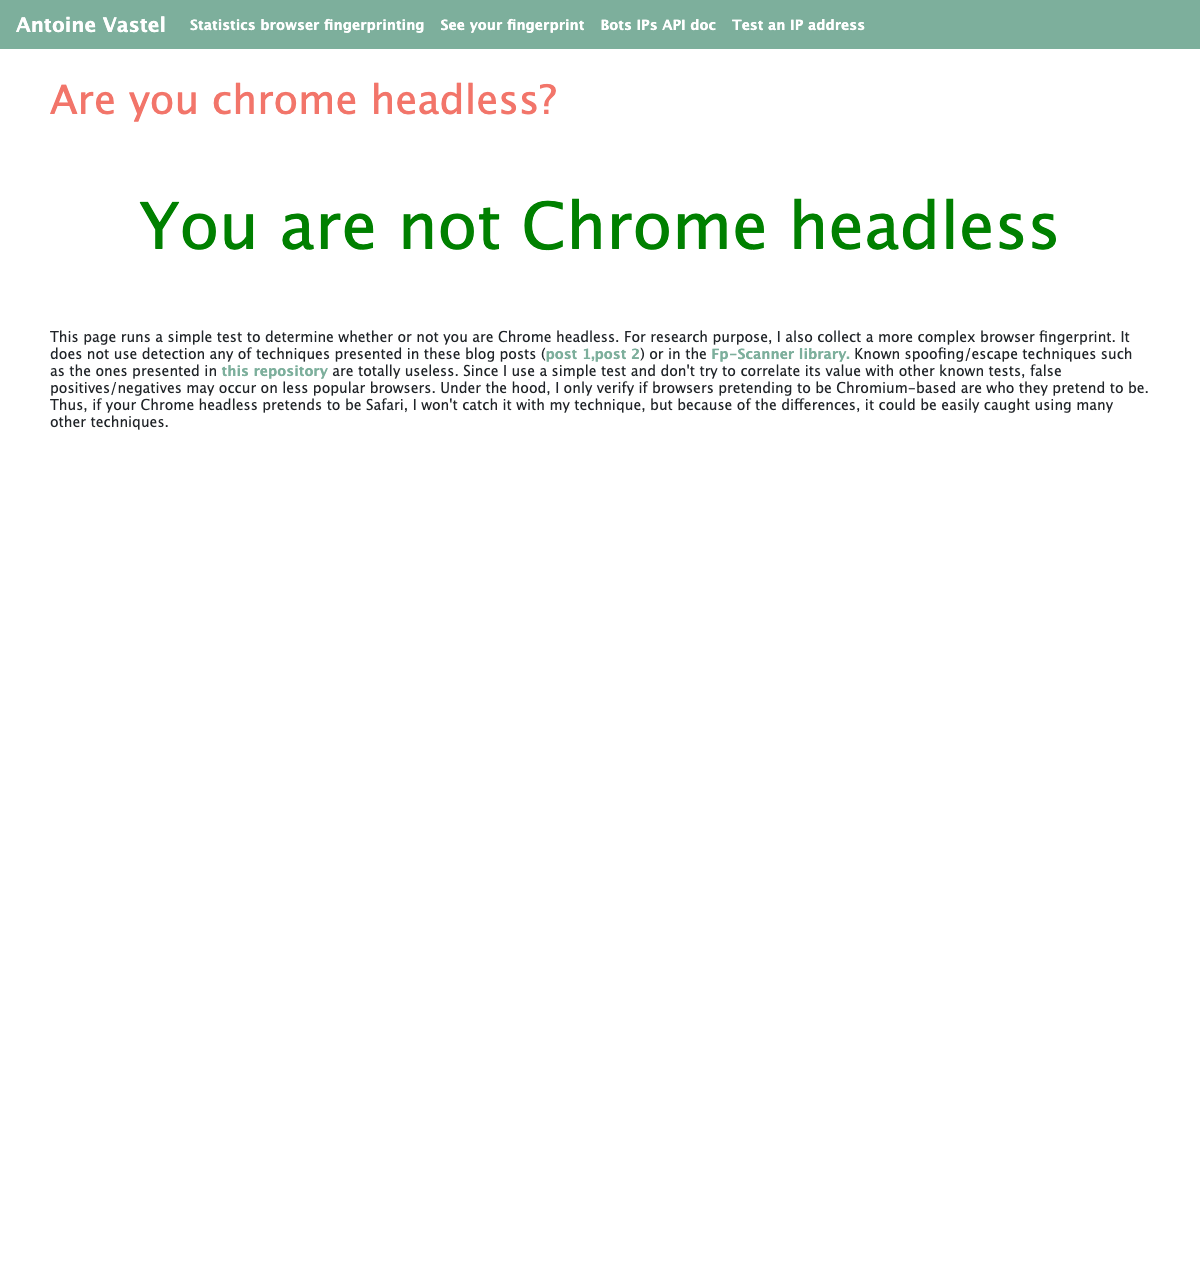 Antoine Vastel Statistics browser fingerprinting See your fingerprint Bots IPs API doc Test an IP address
Are you chrome headless?
You are not Chrome headless
This page runs a simple test to determine whether or not you are Chrome headless. For research purpose, I also collect a more complex browser fingerprint. It
does not use detection any of techniques presented in these blog posts (post 1,post 2) or in the Fp-Scanner library. Known spoofing/escape techniques such
as the ones presented in this repository are totally useless. Since I use a simple test and don't try to correlate its value with other known tests, false
positives/negatives may occur on less popular browsers. Under the hood, I only verify if browsers pretending to be Chromium-based are who they pretend to be.
Thus, if your Chrome headless pretends to be Safari, I won't catch it with my technique, but because of the differences, it could be easily caught using many
other techniques.